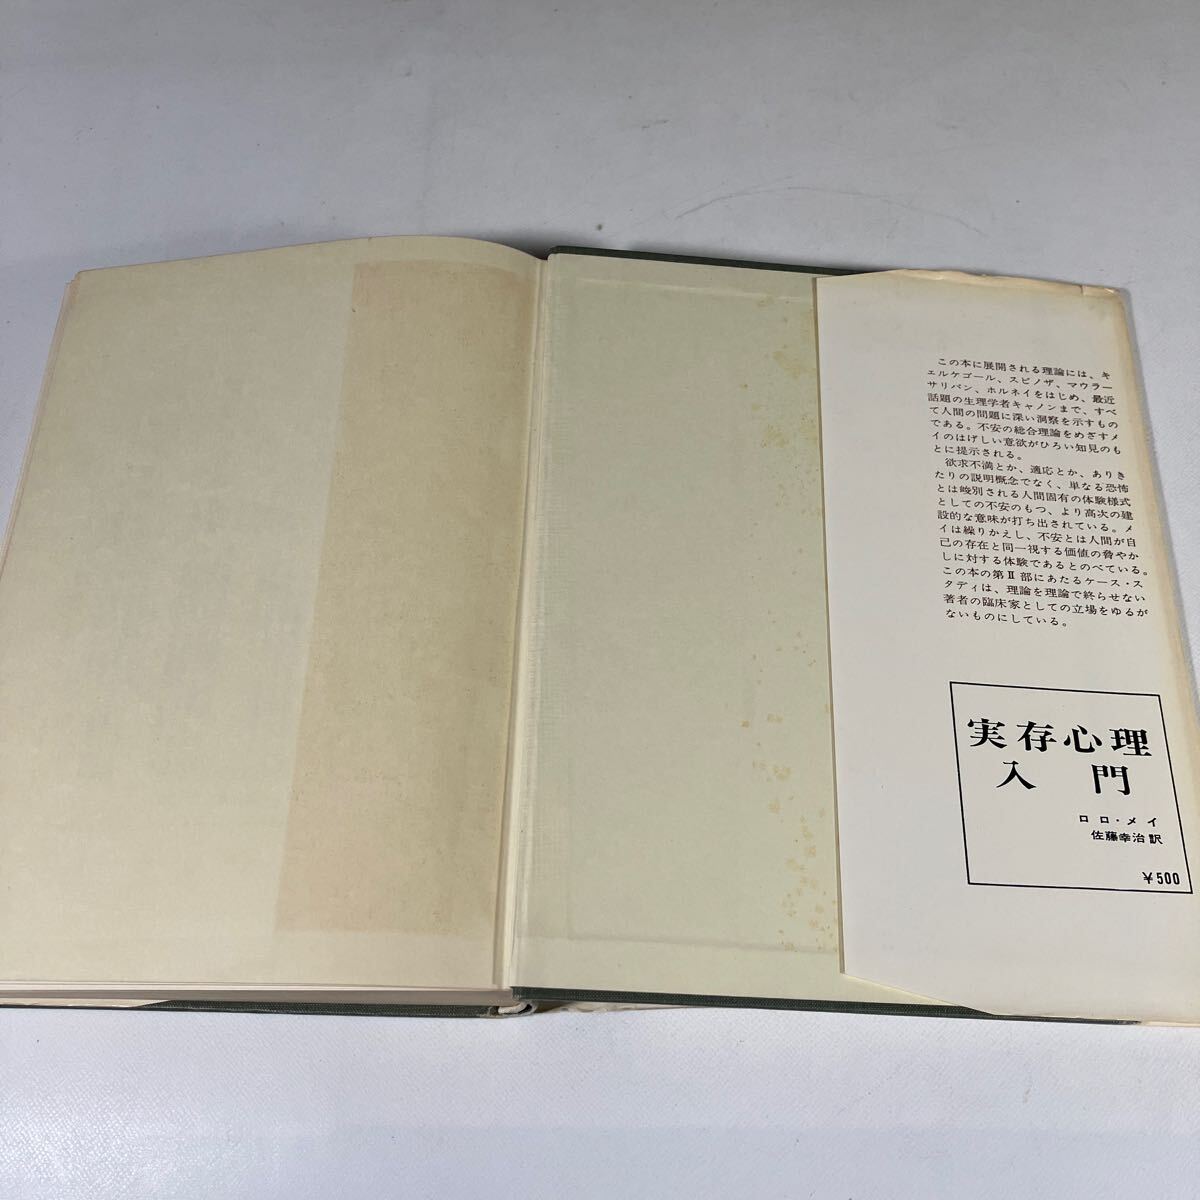 この本に展開される理論には、キ
ェルケゴール、スピノザ、マウラー
サリバン、ホルネイをはじめ、最近
話題の生理学者キャノンまで、すべ
て人間の問題に深い洞察を示すもの
である。不安の総合理論をめざすメ
イのはげしい意欲がひろい知見のも
とに提示される。
欲求不満とか、適応とか、ありき
たりの説明概念でなく、単なる恐怖
とは峻別される人間固有の体験様式
としての不安のもつ、より高次の建
設的な意味が打ち出されている。メ
イは繰りかえし、不安とは人間が自
己の存在と同一視する価値の脅やか
しに対する体験であるとのべている。
この本の第Ⅱ部にあたるケース・ス
タディは、理論を理論で終らせない
著者の臨床家としての立場をゆるが
ないものにしている。
実存心理
入門
ロロ・メイ
佐藤幸治訳
¥500